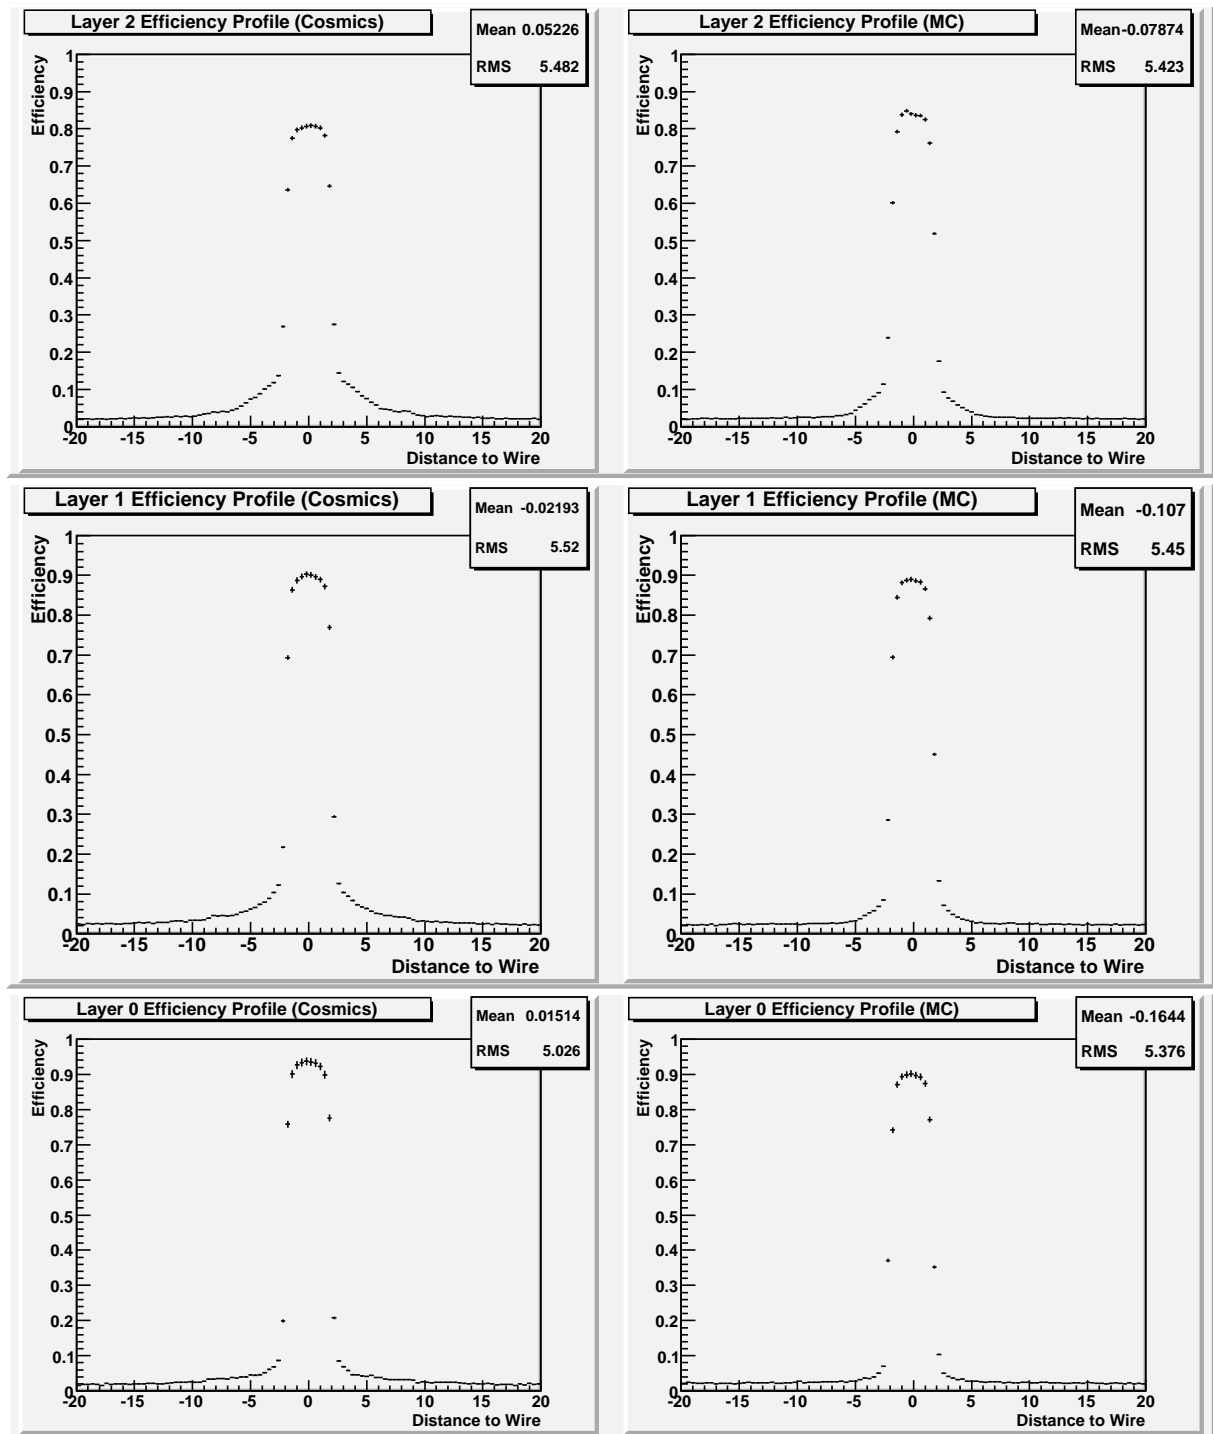 Layer 2 Efficiency Profile (Cosmics)
Mean 0.05226
RMS 5.482
Efficiency
1
0.9
0.8
0.7
0.6
0.5
0.4
0.3
0.2
0.1
0
-20 -15 -10 -5 0 5 10 15 20
Distance to Wire
Layer 2 Efficiency Profile (MC)
Mean -0.07874
RMS 5.423
Efficiency
1
0.9
0.8
0.7
0.6
0.5
0.4
0.3
0.2
0.1
0
-20 -15 -10 -5 0 5 10 15 20
Distance to Wire
Layer 1 Efficiency Profile (Cosmics)
Mean -0.02193
RMS 5.52
Efficiency
1
0.9
0.8
0.7
0.6
0.5
0.4
0.3
0.2
0.1
0
-20 -15 -10 -5 0 5 10 15 20
Distance to Wire
Layer 1 Efficiency Profile (MC)
Mean -0.107
RMS 5.45
Efficiency
1
0.9
0.8
0.7
0.6
0.5
0.4
0.3
0.2
0.1
0
-20 -15 -10 -5 0 5 10 15 20
Distance to Wire
Layer 0 Efficiency Profile (Cosmics)
Mean 0.01514
RMS 5.026
Efficiency
1
0.9
0.8
0.7
0.6
0.5
0.4
0.3
0.2
0.1
0
-20 -15 -10 -5 0 5 10 15 20
Distance to Wire
Layer 0 Efficiency Profile (MC)
Mean -0.1644
RMS 5.376
Efficiency
1
0.9
0.8
0.7
0.6
0.5
0.4
0.3
0.2
0.1
0
-20 -15 -10 -5 0 5 10 15 20
Distance to Wire